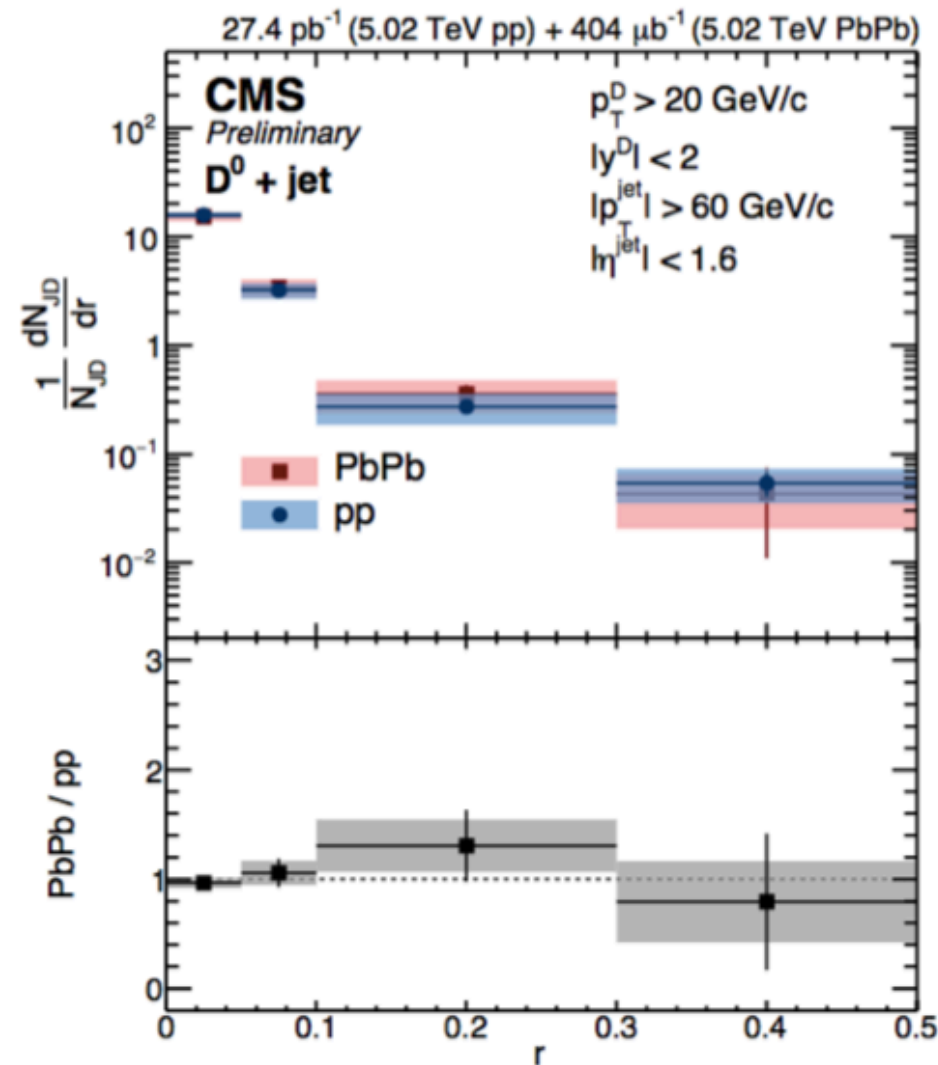 27.4 pb⁻¹ (5.02 TeV pp) + 404 μb⁻¹ (5.02 TeV PbPb)
CMS
Preliminary
D⁰ + jet
p_T^D > 20 GeV/c
|y^D| < 2
|p_T^jet| > 60 GeV/c
|η^jet| < 1.6
1/N_JD dN_JD/dr
10²
10
1
10⁻¹
10⁻²
PbPb
pp
PbPb / pp
3
2
1
0
0 0.1 0.2 0.3 0.4 0.5
r